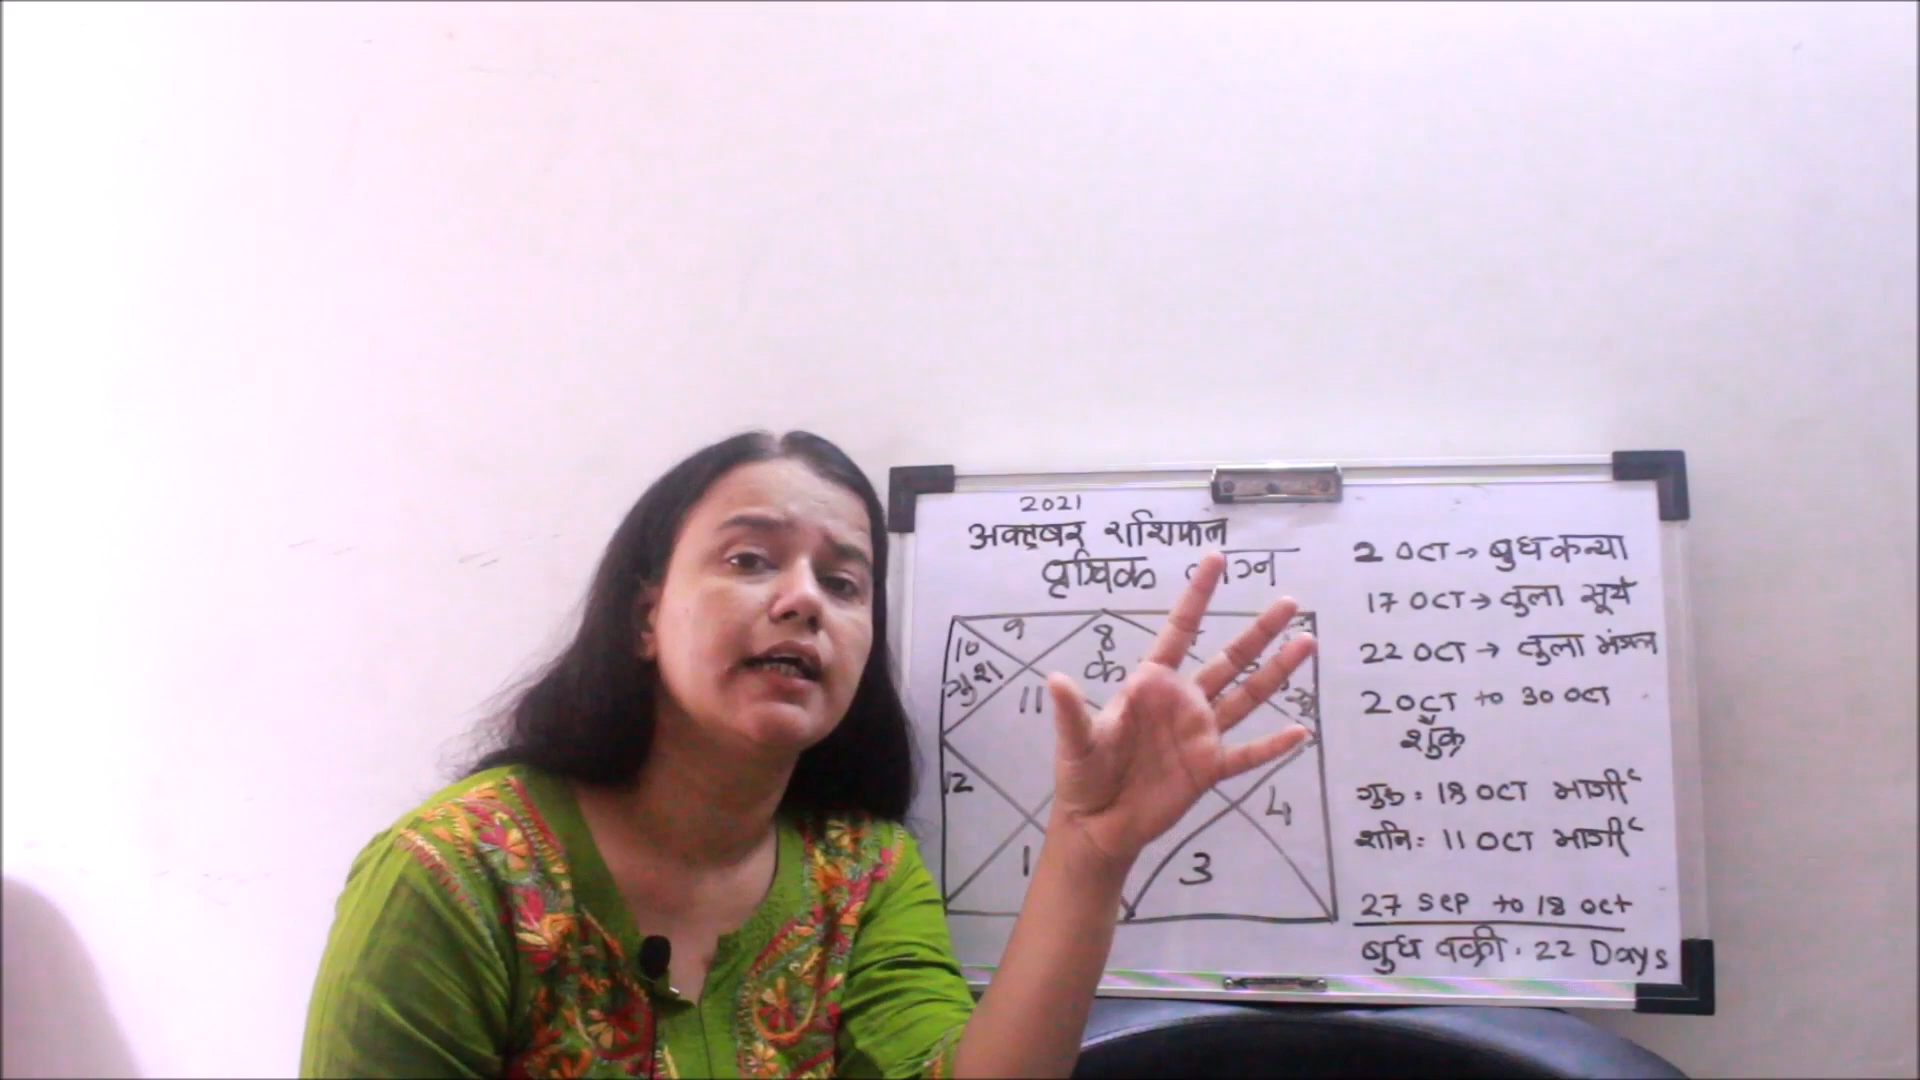 2021
अक्टूबर राशिफल
वृश्चिक
9
8
10
के
गु श
11
12
4
1
3
2 OCT → बुध कन्या
17 OCT → तुला सूर्य
22 OCT → तुला मंगल
2 OCT to 30 OCT
शुक्र
गुरु : 18 OCT मार्गी
शनि : 11 OCT मार्गी
27 Sep to 18 Oct
बुध वक्री . 22 Days